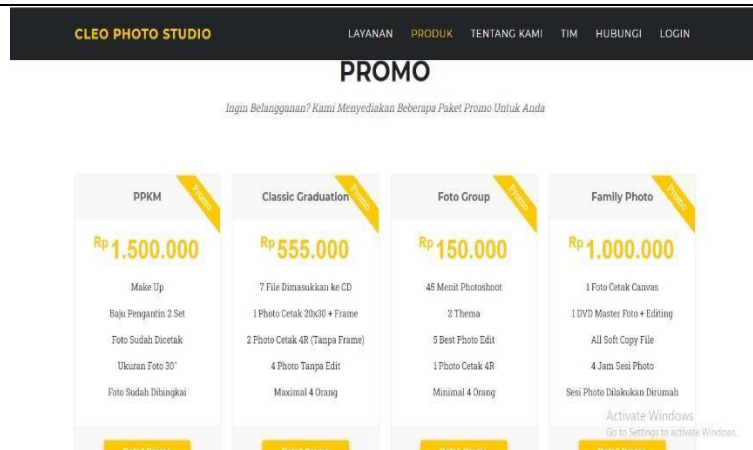 CLEO PHOTO STUDIO
LAYANAN PRODUK TENTANG KAMI TIM HUBUNGI LOGIN
PROMO
Ingin Belangganan? Kami Menyediakan Beberapa Paket Promo Untuk Anda
PPKM
Promo
Rp 1.500.000
Make Up
Baju Pengantin 2 Set
Foto Sudah Dicetak
Ukuran Foto 30"
Foto Sudah Dibingkai
Classic Graduation
Promo
Rp 555.000
7 File Dimasukkan ke CD
1 Photo Cetak 20x30 + Frame
2 Photo Cetak 4R (Tanpa Frame)
4 Photo Tanpa Edit
Maximal 4 Orang
Foto Group
Promo
Rp 150.000
45 Menit Photoshoot
2 Thema
5 Best Photo Edit
1 Photo Cetak 4R
Minimal 4 Orang
Family Photo
Promo
Rp 1.000.000
1 Foto Cetak Canvas
1 DVD Master Foto + Editing
All Soft Copy File
4 Jam Sesi Photo
Sesi Photo Dilakukan Dirumah
Activate Windows
Go to Settings to activate Windows.